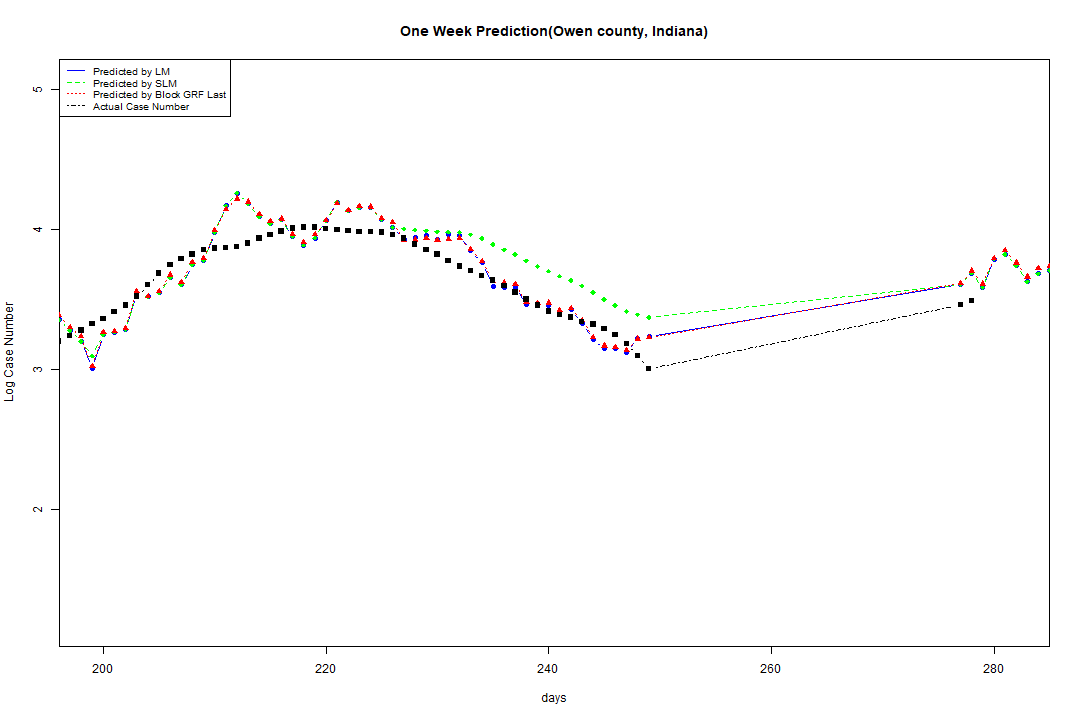 One Week Prediction(Owen county, Indiana)
Predicted by LM
Predicted by SLM
Predicted by Block GRF Last
Actual Case Number
5
4
3
2
Log Case Number
200 220 240 260 280
days